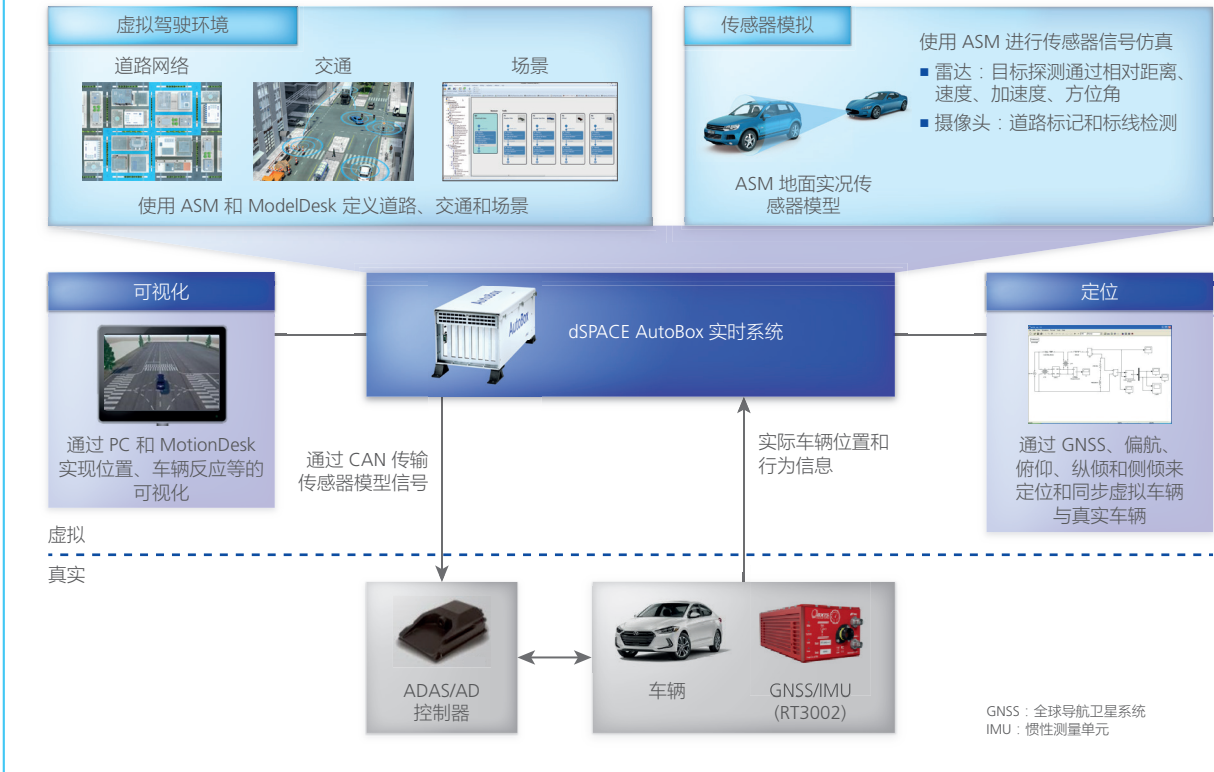 虚拟驾驶环境
道路网络
交通
场景
使用 ASM 和 ModelDesk 定义道路、交通和场景
传感器模拟
使用 ASM 进行传感器信号仿真
■ 雷达：目标探测通过相对距离、
速度、加速度、方位角
■ 摄像头：道路标记和标线检测
ASM 地面实况传
感器模型
可视化
通过 PC 和 MotionDesk
实现位置、车辆反应等的
可视化
AutoBox
AutoBox
dSPACE AutoBox 实时系统
定位
通过 GNSS、偏航、
俯仰、纵倾和侧倾来
定位和同步虚拟车辆
与真实车辆
通过 CAN 传输
传感器模型信号
实际车辆位置和
行为信息
虚拟
真实
ADAS/AD
控制器
车辆
GNSS/IMU
(RT3002)
GNSS：全球导航卫星系统
IMU：惯性测量单元